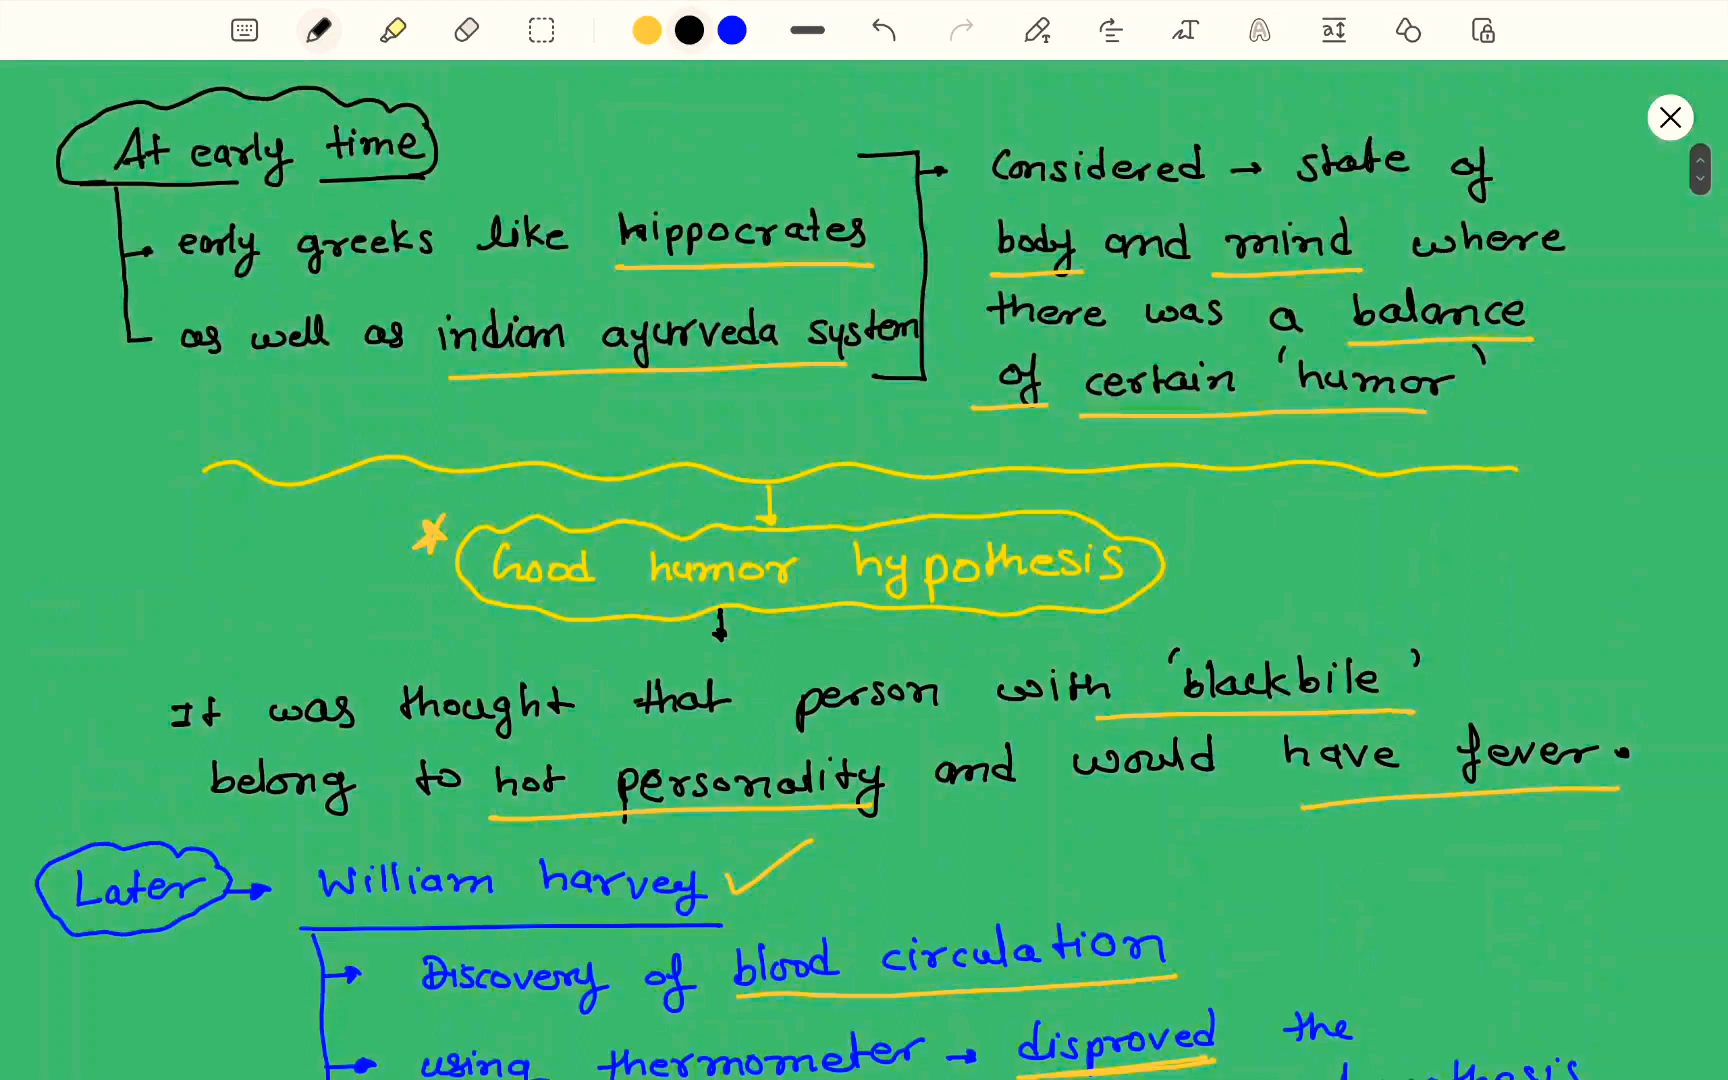 At early time
→ early greeks like hippocrates
as well as indian ayurveda system
→ Considered → state of
body and mind where
there was a balance
of certain 'humor'
Good humor hypothesis
It was thought that person with 'blackbile'
belong to hot personality and would have fever.
Later → William harvey
→ Discovery of blood circulation
→ using thermometer → disproved the